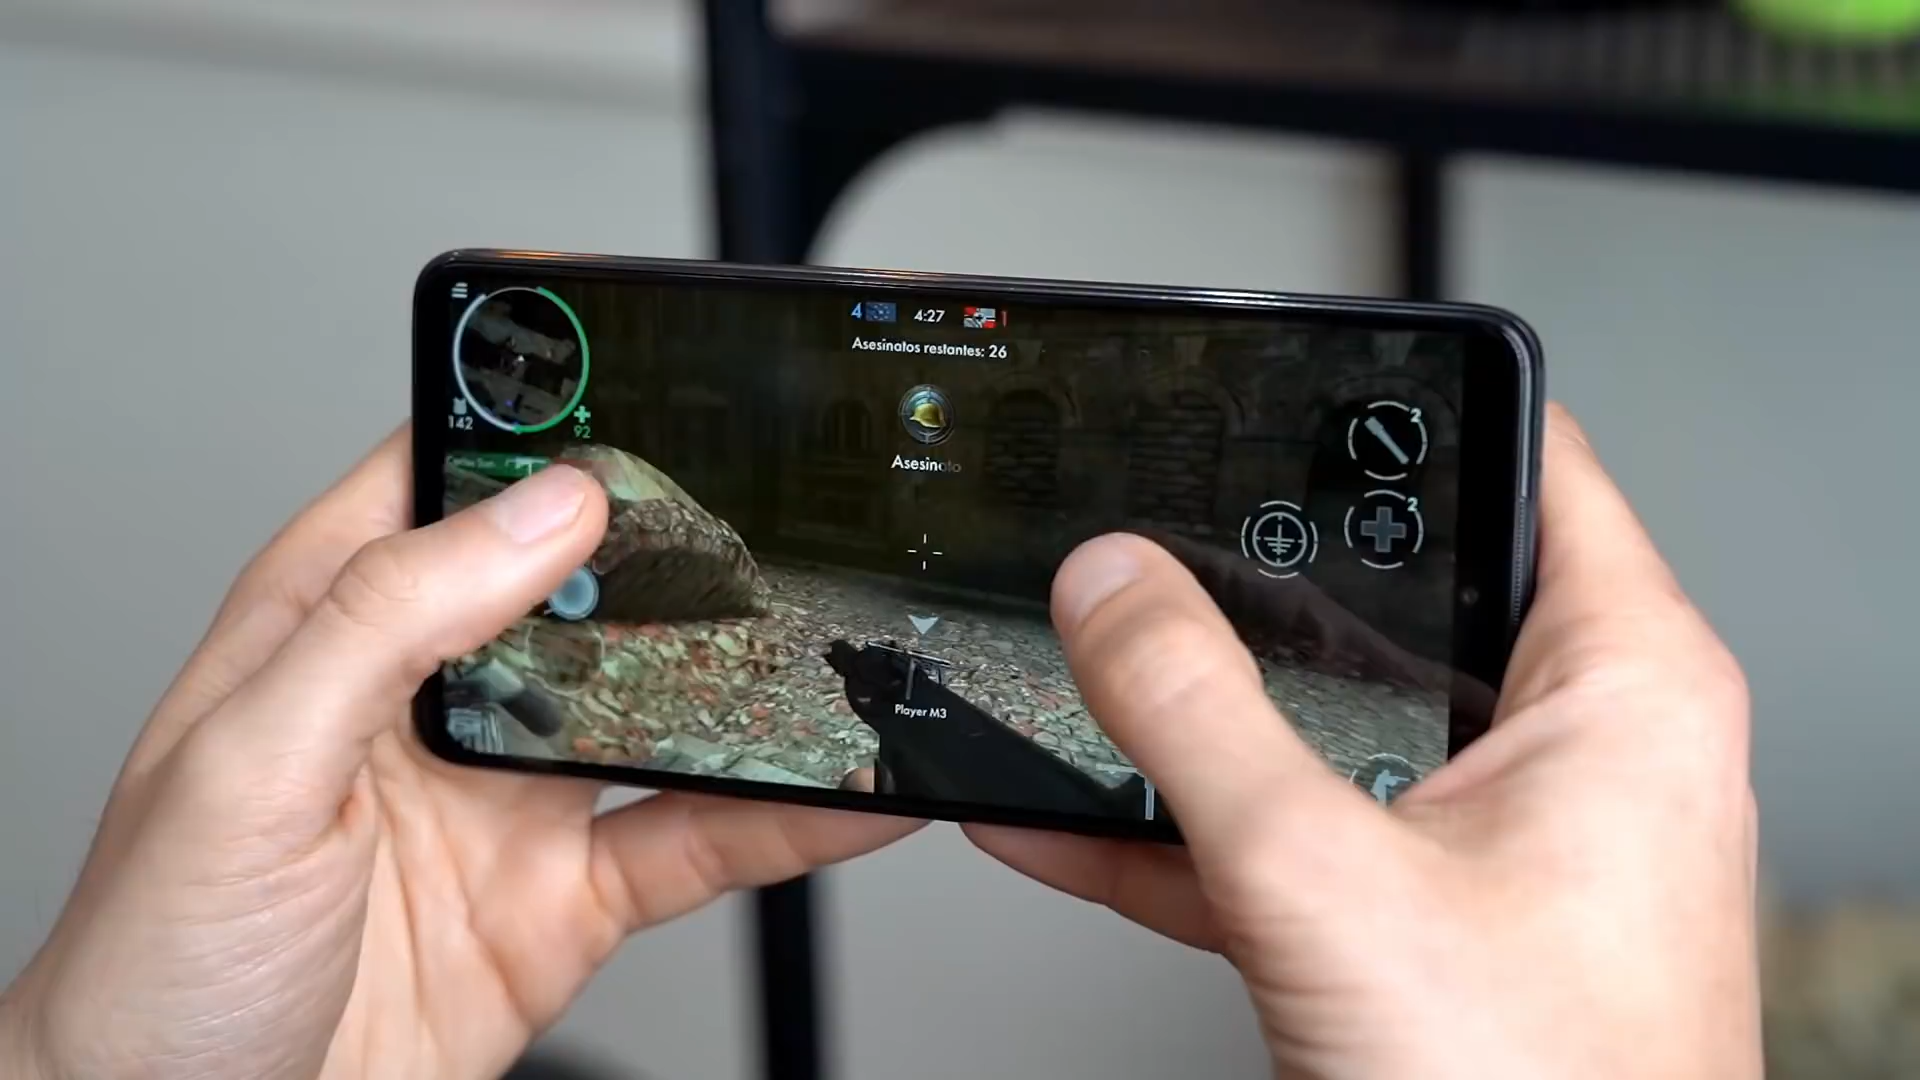 4 4:27 1
Asesinatos restantes: 26
142
92
2
Asesinato
2
Player M3